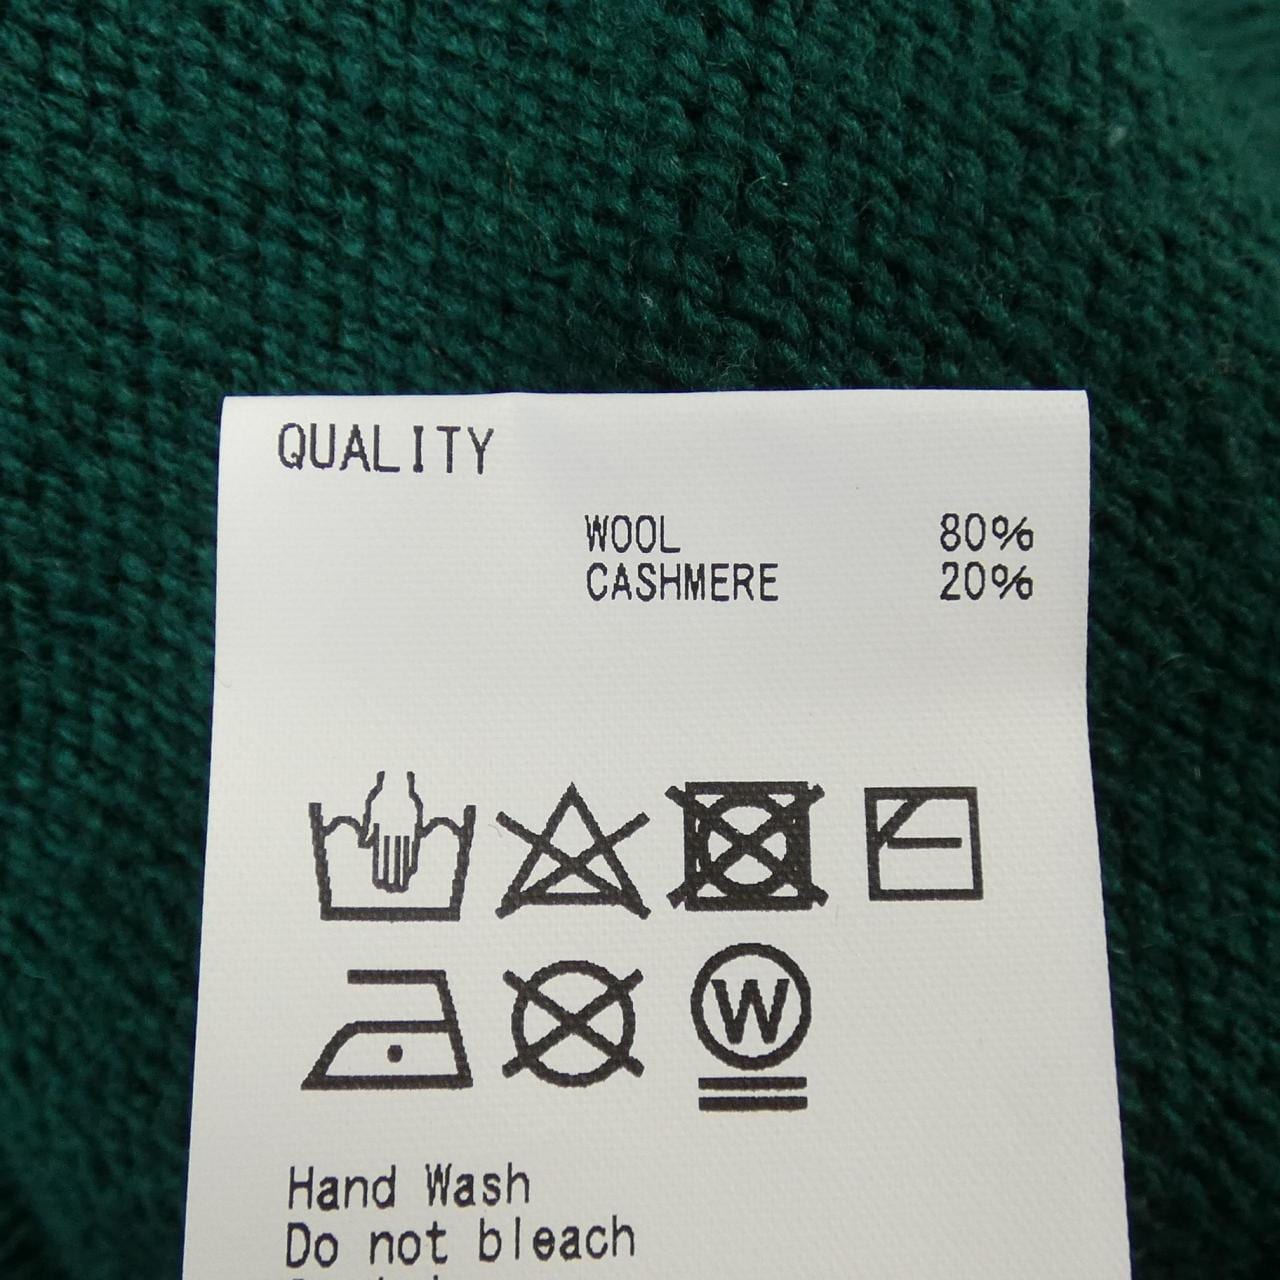 QUALITY
WOOL 80%
CASHMERE 20%
W
Hand Wash
Do not bleach